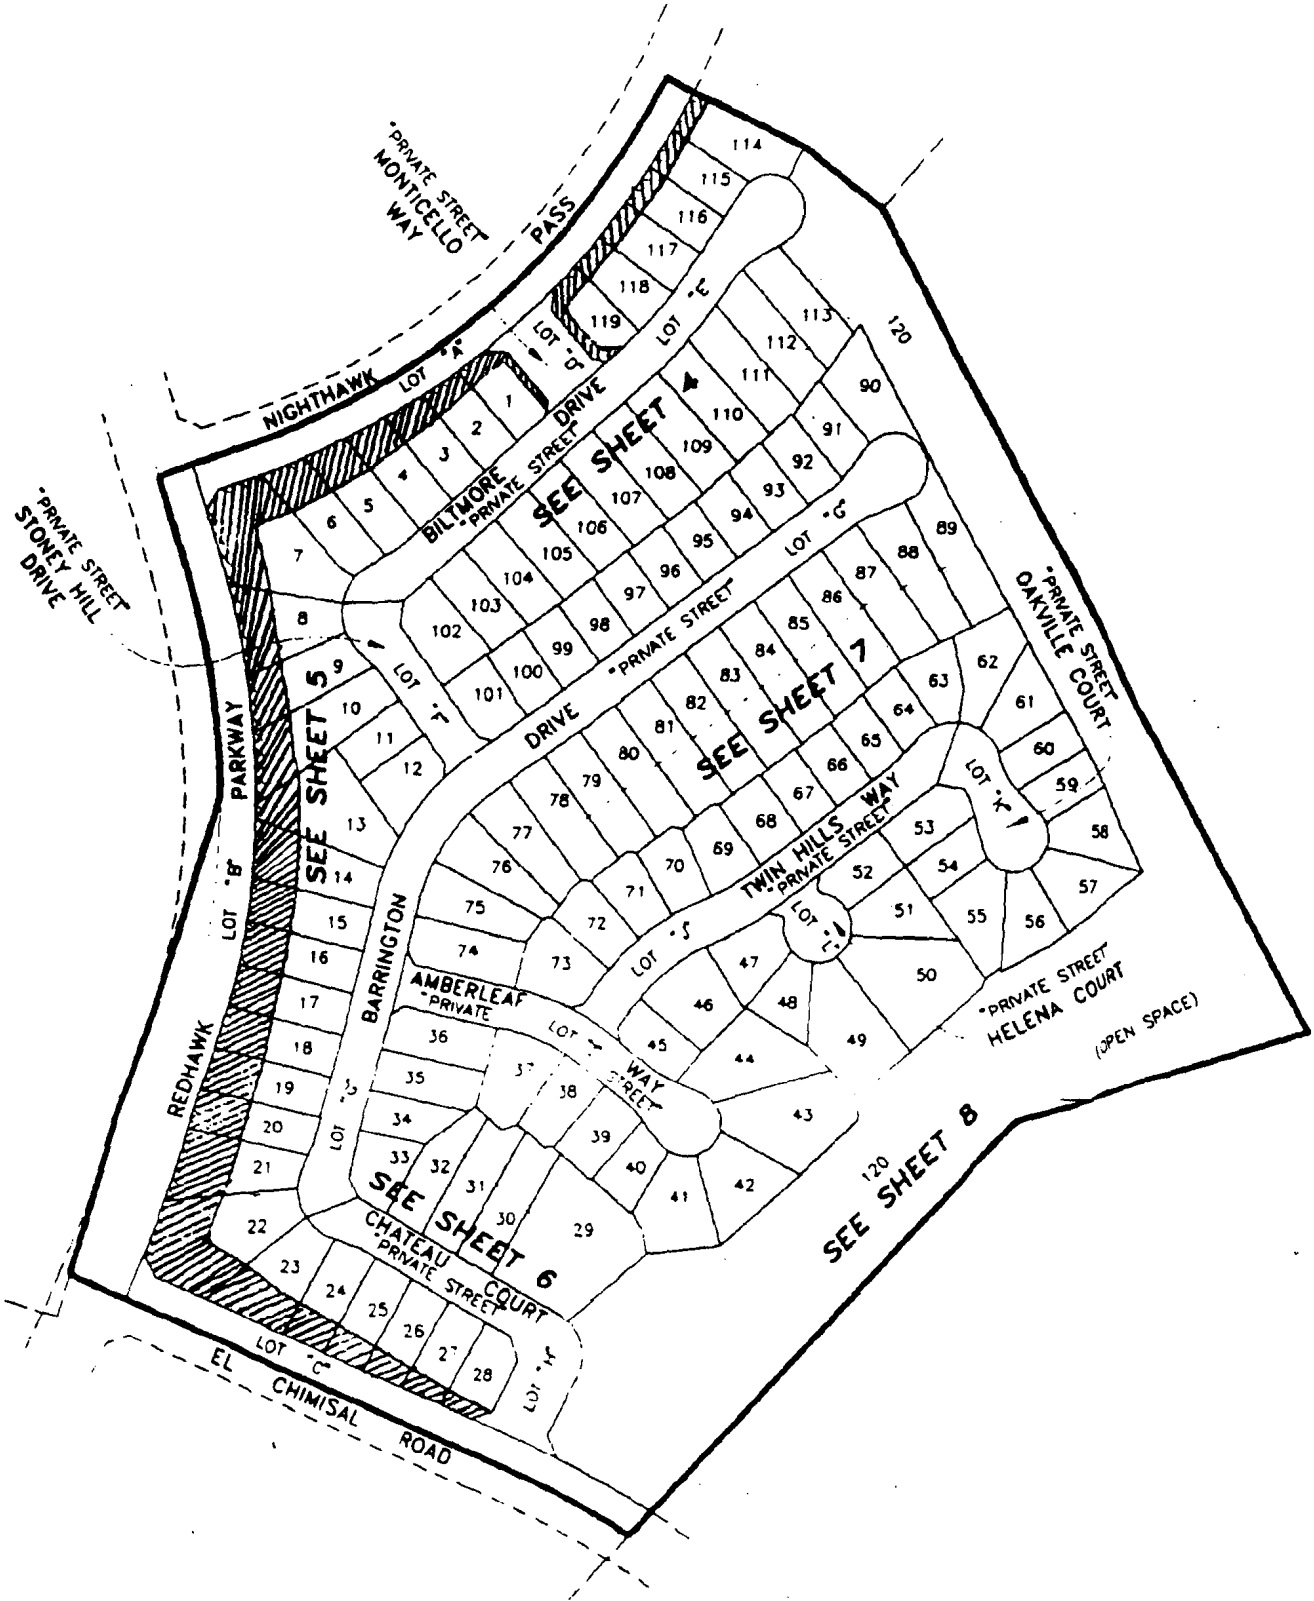 "PRIVATE STREET"
MONTICELLO
WAY
PASS
NIGHTHAWK
LOT "A"
LOT "D"
114
115
116
117
118
119
LOT "E"
113
112
111
110
109
108
107
106
105
104
103
102
120
90
91
92
93
94
95
96
97
98
99
100
101
1
2
3
4
5
6
7
8
9
10
11
12
13
14
15
16
17
18
19
20
21
22
23
24
25
26
27
28
BILTMORE DRIVE
"PRIVATE STREET"
SEE SHEET 4
"PRIVATE STREET"
STONEY HILL
DRIVE
LOT "F"
LOT "G"
"PRIVATE STREET"
BARRINGTON DRIVE
89
88
87
86
85
84
83
82
81
80
79
78
77
76
75
74
73
72
71
70
69
68
67
66
65
64
63
62
61
60
59
58
57
56
55
54
53
52
51
50
49
48
47
46
45
44
43
42
41
40
39
38
37
36
35
34
33
32
31
30
29
"PRIVATE STREET"
OAKVILLE COURT
SEE SHEET 7
SEE SHEET 5
REDHAWK PARKWAY
LOT "B"
TWIN HILLS WAY
"PRIVATE STREET"
LOT "K"
LOT "L"
LOT "J"
AMBERLEAF WAY
"PRIVATE STREET"
LOT "I"
"PRIVATE STREET"
HELENA COURT
(OPEN SPACE)
LOT "G"
120
SEE SHEET 8
SEE SHEET 6
CHATEAU COURT
"PRIVATE STREET"
LOT "H"
LOT "C"
EL CHIMISAL ROAD